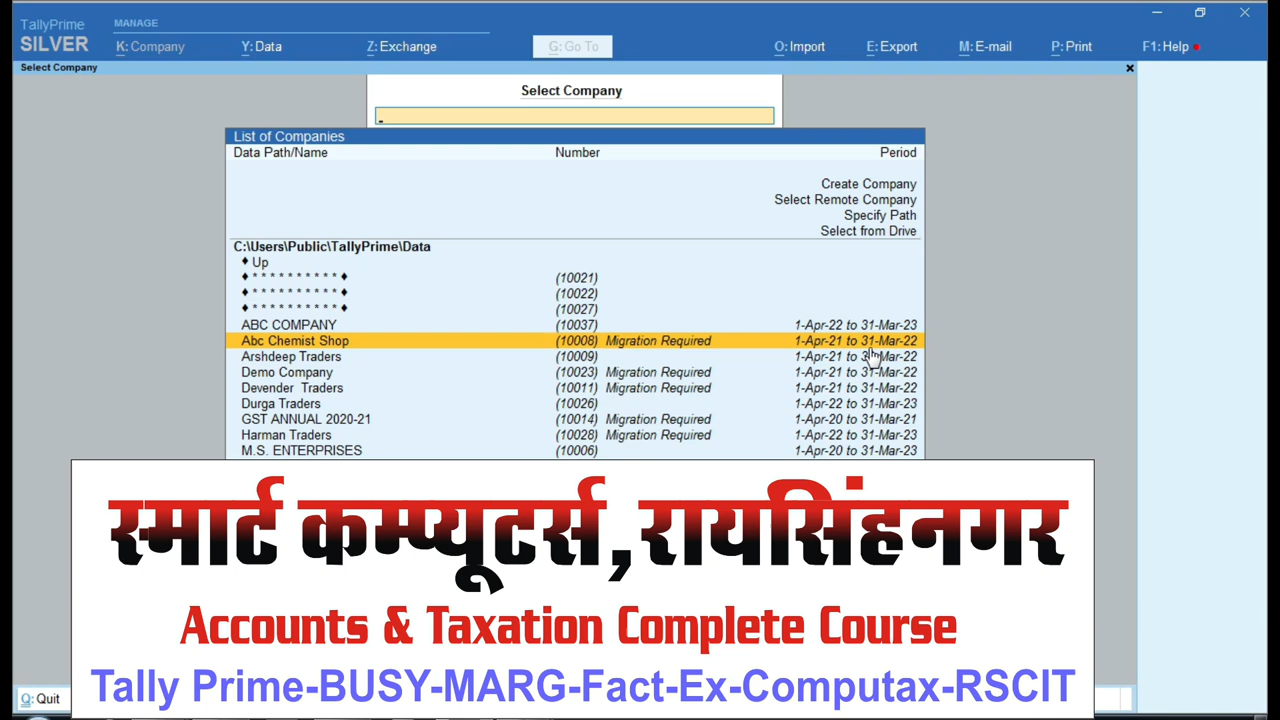 TallyPrime
SILVER
MANAGE
K: Company
Y: Data
Z: Exchange
G: Go To
O: Import
E: Export
M: E-mail
P: Print
F1: Help
Select Company
Select Company
List of Companies
Data Path/Name Number Period
Create Company
Select Remote Company
Specify Path
Select from Drive
C:\Users\Public\TallyPrime\Data
♦ Up
♦ * * * * * * * * * * ♦ (10021)
♦ * * * * * * * * * * ♦ (10022)
♦ * * * * * * * * * * ♦ (10027)
ABC COMPANY (10037) 1-Apr-22 to 31-Mar-23
Abc Chemist Shop (10008) Migration Required 1-Apr-21 to 31-Mar-22
Arshdeep Traders (10009) 1-Apr-21 to 31-Mar-22
Demo Company (10023) Migration Required 1-Apr-21 to 31-Mar-22
Devender Traders (10011) Migration Required 1-Apr-21 to 31-Mar-22
Durga Traders (10026) 1-Apr-22 to 31-Mar-23
GST ANNUAL 2020-21 (10014) Migration Required 1-Apr-20 to 31-Mar-21
Harman Traders (10028) Migration Required 1-Apr-22 to 31-Mar-23
M.S. ENTERPRISES (10006) 1-Apr-20 to 31-Mar-23
स्मार्ट कम्प्यूटर्स,रायसिंहनगर
Accounts & Taxation Complete Course
Tally Prime-BUSY-MARG-Fact-Ex-Computax-RSCIT
Q: Quit